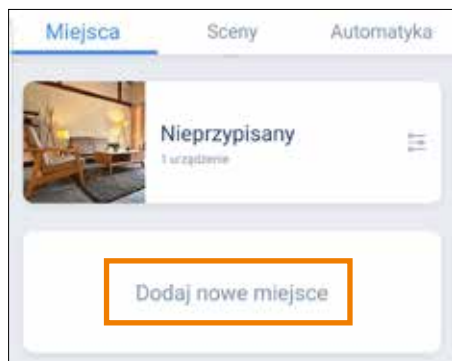 Miejsca Sceny Automatyka
Nieprzypisany
1 urządzenie
Dodaj nowe miejsce